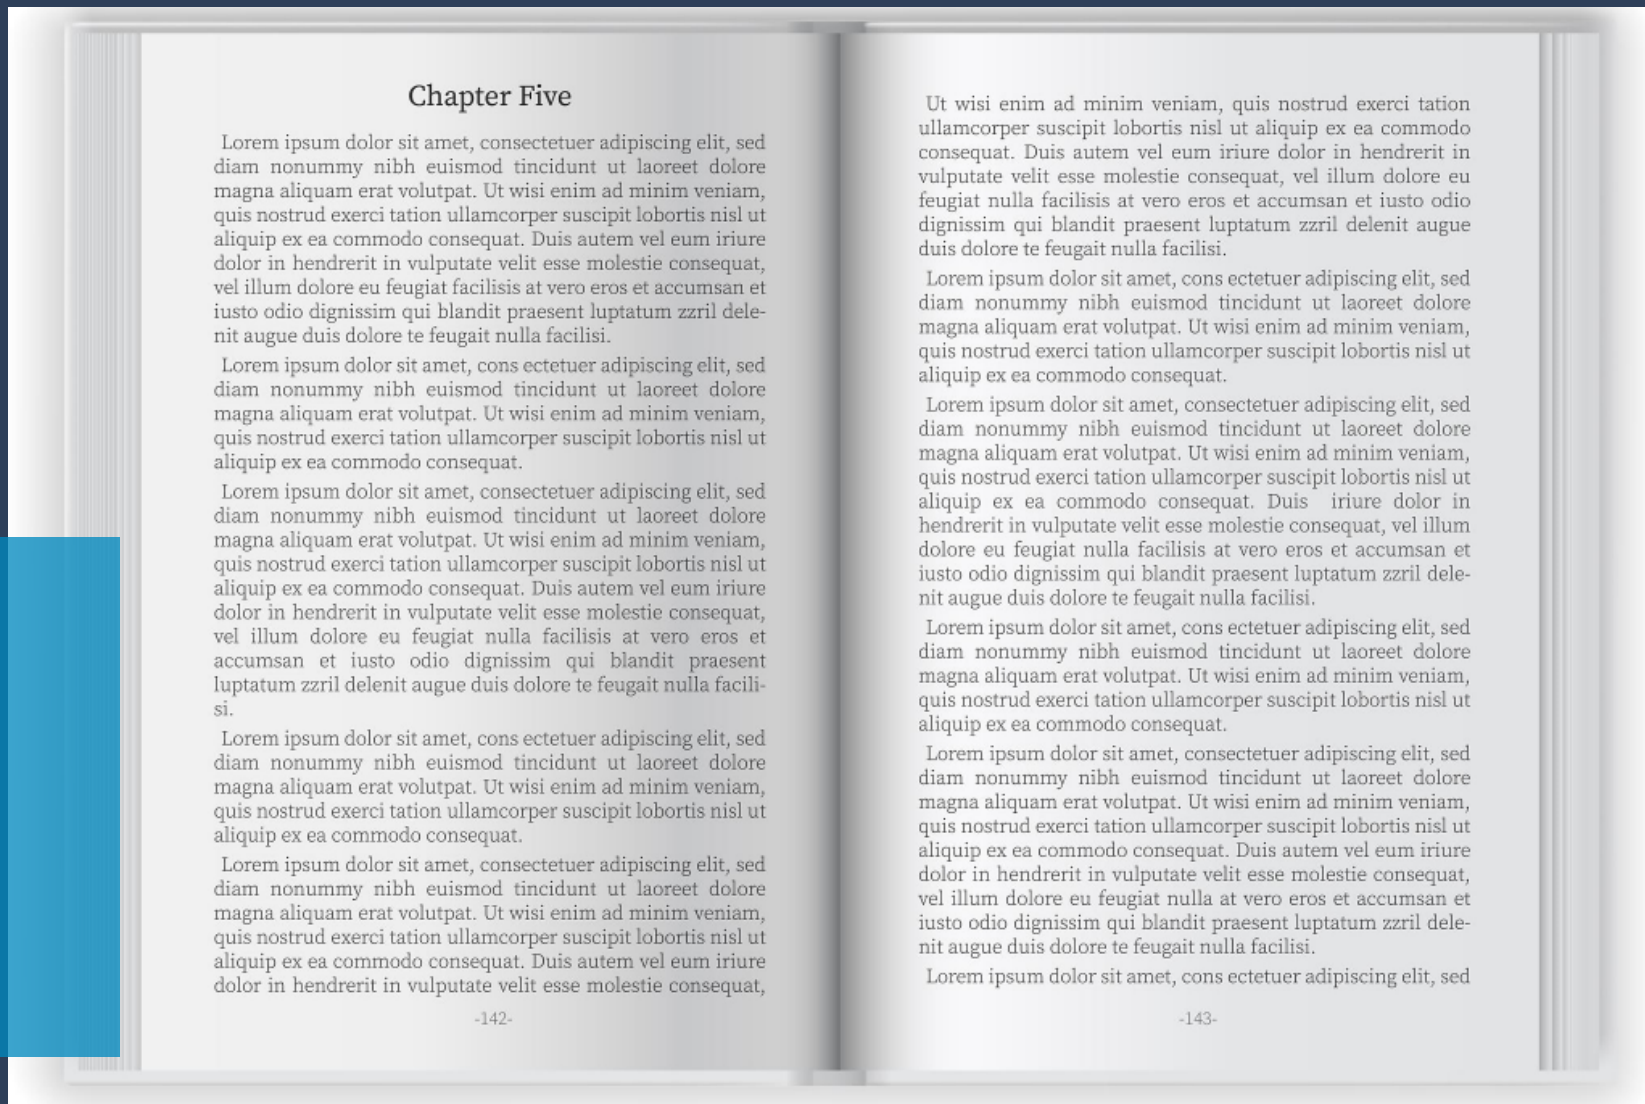 Chapter Five
Lorem ipsum dolor sit amet, consectetuer adipiscing elit, sed
diam nonummy nibh euismod tincidunt ut laoreet dolore
magna aliquam erat volutpat. Ut wisi enim ad minim veniam,
quis nostrud exerci tation ullamcorper suscipit lobortis nisl ut
aliquip ex ea commodo consequat. Duis autem vel eum iriure
dolor in hendrerit in vulputate velit esse molestie consequat,
vel illum dolore eu feugiat facilisis at vero eros et accumsan et
iusto odio dignissim qui blandit praesent luptatum zzril dele-
nit augue duis dolore te feugait nulla facilisi.
Lorem ipsum dolor sit amet, cons ectetuer adipiscing elit, sed
diam nonummy nibh euismod tincidunt ut laoreet dolore
magna aliquam erat volutpat. Ut wisi enim ad minim veniam,
quis nostrud exerci tation ullamcorper suscipit lobortis nisl ut
aliquip ex ea commodo consequat.
Lorem ipsum dolor sit amet, consectetuer adipiscing elit, sed
diam nonummy nibh euismod tincidunt ut laoreet dolore
magna aliquam erat volutpat. Ut wisi enim ad minim veniam,
quis nostrud exerci tation ullamcorper suscipit lobortis nisl ut
aliquip ex ea commodo consequat. Duis autem vel eum iriure
dolor in hendrerit in vulputate velit esse molestie consequat,
vel illum dolore eu feugiat nulla facilisis at vero eros et
accumsan et iusto odio dignissim qui blandit praesent
luptatum zzril delenit augue duis dolore te feugait nulla facili-
si.
Lorem ipsum dolor sit amet, cons ectetuer adipiscing elit, sed
diam nonummy nibh euismod tincidunt ut laoreet dolore
magna aliquam erat volutpat. Ut wisi enim ad minim veniam,
quis nostrud exerci tation ullamcorper suscipit lobortis nisl ut
aliquip ex ea commodo consequat.
Lorem ipsum dolor sit amet, consectetuer adipiscing elit, sed
diam nonummy nibh euismod tincidunt ut laoreet dolore
magna aliquam erat volutpat. Ut wisi enim ad minim veniam,
quis nostrud exerci tation ullamcorper suscipit lobortis nisl ut
aliquip ex ea commodo consequat. Duis autem vel eum iriure
dolor in hendrerit in vulputate velit esse molestie consequat,
-142-
Ut wisi enim ad minim veniam, quis nostrud exerci tation
ullamcorper suscipit lobortis nisl ut aliquip ex ea commodo
consequat. Duis autem vel eum iriure dolor in hendrerit in
vulputate velit esse molestie consequat, vel illum dolore eu
feugiat nulla facilisis at vero eros et accumsan et iusto odio
dignissim qui blandit praesent luptatum zzril delenit augue
duis dolore te feugait nulla facilisi.
Lorem ipsum dolor sit amet, cons ectetuer adipiscing elit, sed
diam nonummy nibh euismod tincidunt ut laoreet dolore
magna aliquam erat volutpat. Ut wisi enim ad minim veniam,
quis nostrud exerci tation ullamcorper suscipit lobortis nisl ut
aliquip ex ea commodo consequat.
Lorem ipsum dolor sit amet, consectetuer adipiscing elit, sed
diam nonummy nibh euismod tincidunt ut laoreet dolore
magna aliquam erat volutpat. Ut wisi enim ad minim veniam,
quis nostrud exerci tation ullamcorper suscipit lobortis nisl ut
aliquip ex ea commodo consequat. Duis iriure dolor in
hendrerit in vulputate velit esse molestie consequat, vel illum
dolore eu feugiat nulla facilisis at vero eros et accumsan et
iusto odio dignissim qui blandit praesent luptatum zzril dele-
nit augue duis dolore te feugait nulla facilisi.
Lorem ipsum dolor sit amet, cons ectetuer adipiscing elit, sed
diam nonummy nibh euismod tincidunt ut laoreet dolore
magna aliquam erat volutpat. Ut wisi enim ad minim veniam,
quis nostrud exerci tation ullamcorper suscipit lobortis nisl ut
aliquip ex ea commodo consequat.
Lorem ipsum dolor sit amet, consectetuer adipiscing elit, sed
diam nonummy nibh euismod tincidunt ut laoreet dolore
magna aliquam erat volutpat. Ut wisi enim ad minim veniam,
quis nostrud exerci tation ullamcorper suscipit lobortis nisl ut
aliquip ex ea commodo consequat. Duis autem vel eum iriure
dolor in hendrerit in vulputate velit esse molestie consequat,
vel illum dolore eu feugiat nulla at vero eros et accumsan et
iusto odio dignissim qui blandit praesent luptatum zzril dele-
nit augue duis dolore te feugait nulla facilisi.
Lorem ipsum dolor sit amet, cons ectetuer adipiscing elit, sed
-143-